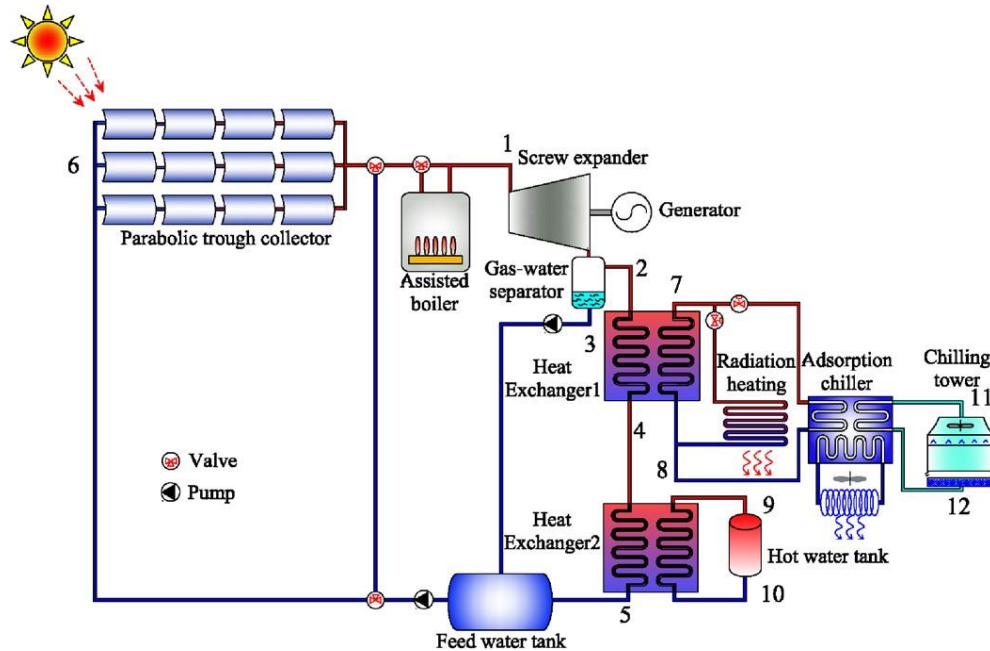 1
Screw expander
6
Generator
Parabolic trough collector
Assisted
boiler
Gas-water
separator
2
7
3
Heat
Exchanger1
Radiation
heating
Adsorption
chiller
Chilling
tower
11
4
8
12
Valve
Pump
Heat
Exchanger2
9
Hot water tank
10
5
Feed water tank